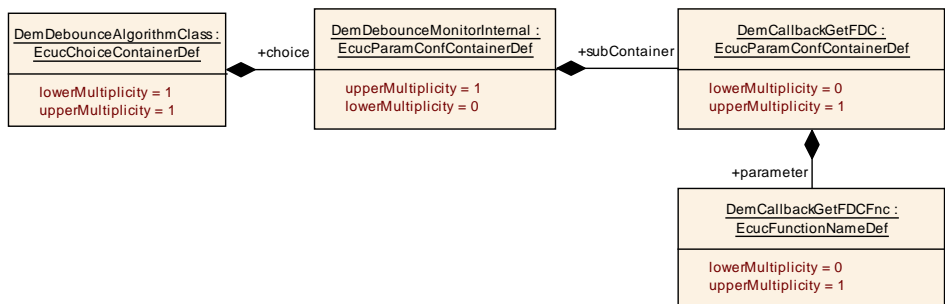 DemDebounceAlgorithmClass :
EcucChoiceContainerDef
lowerMultiplicity = 1
upperMultiplicity = 1
+choice
DemDebounceMonitorInternal :
EcucParamConfContainerDef
upperMultiplicity = 1
lowerMultiplicity = 0
+subContainer
DemCallbackGetFDC :
EcucParamConfContainerDef
lowerMultiplicity = 0
upperMultiplicity = 1
+parameter
DemCallbackGetFDCFnc :
EcucFunctionNameDef
lowerMultiplicity = 0
upperMultiplicity = 1